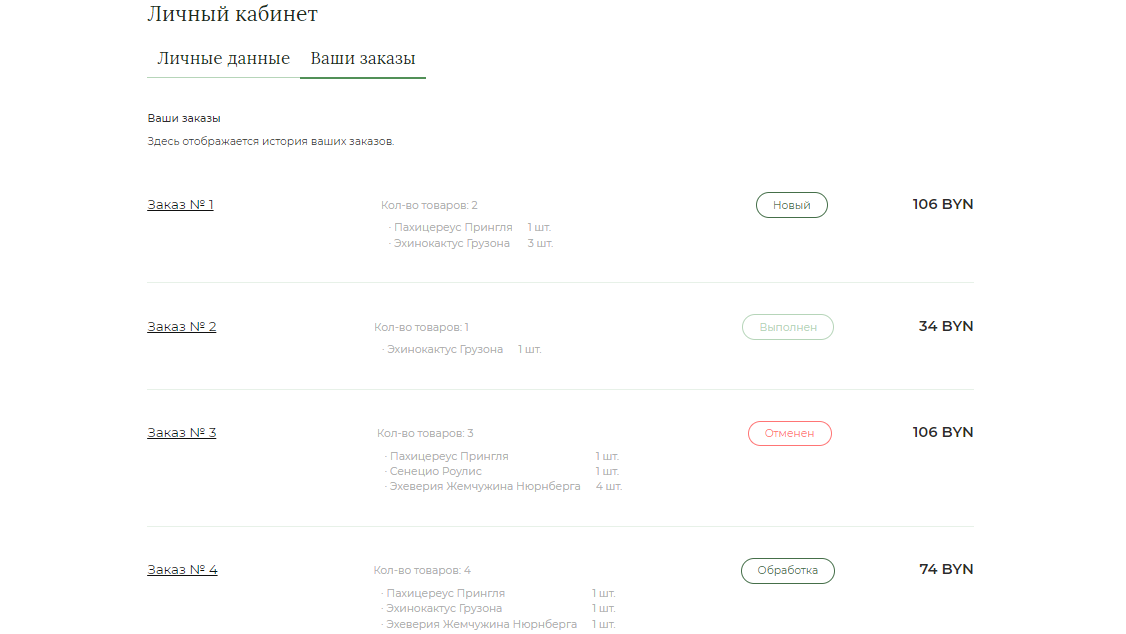 Личный кабинет
Личные данные Ваши заказы
Ваши заказы
Здесь отображается история ваших заказов.
Заказ № 1 Кол-во товаров: 2 Новый 106 BYN
· Пахицереус Прингля 1 шт.
· Эхинокактус Грузона 3 шт.
Заказ № 2 Кол-во товаров: 1 Выполнен 34 BYN
· Эхинокактус Грузона 1 шт.
Заказ № 3 Кол-во товаров: 3 Отменен 106 BYN
· Пахицереус Прингля 1 шт.
· Сенецио Роулис 1 шт.
· Эхеверия Жемчужина Нюрнберга 4 шт.
Заказ № 4 Кол-во товаров: 4 Обработка 74 BYN
· Пахицереус Прингля 1 шт.
· Эхинокактус Грузона 1 шт.
· Эхеверия Жемчужина Нюрнберга 1 шт.